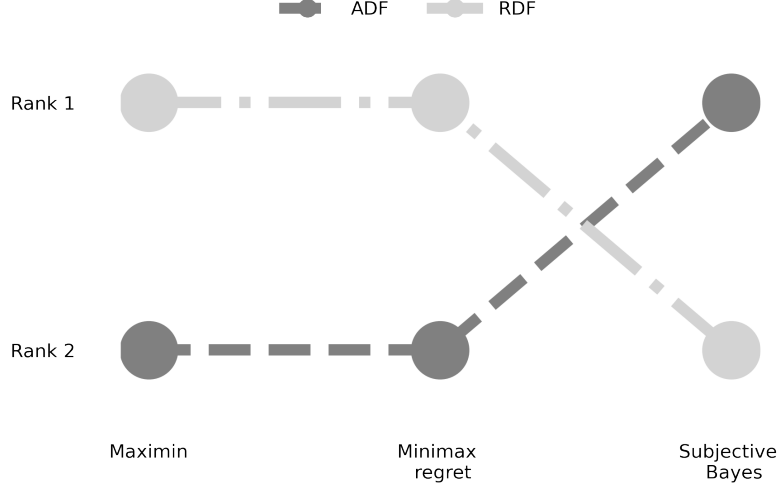 ADF RDF
Rank 1
Rank 2
Maximin
Minimax
regret
Subjective
Bayes